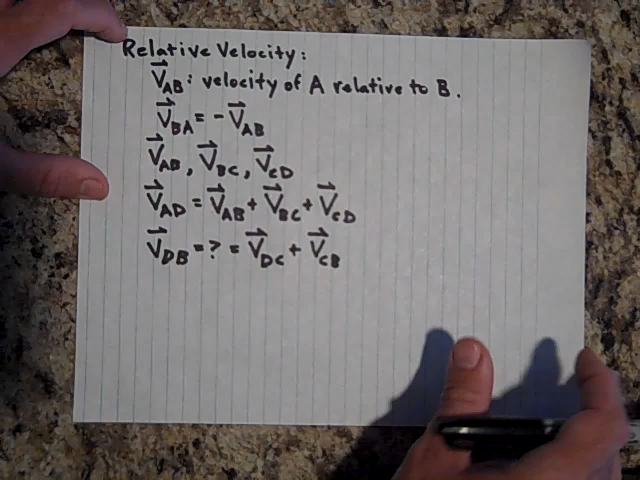 Relative Velocity:
V⃗AB: velocity of A relative to B.
V⃗BA = -V⃗AB
V⃗AB, V⃗BC, V⃗CD
V⃗AD = V⃗AB + V⃗BC + V⃗CD
V⃗DB = ? = V⃗DC + V⃗CB